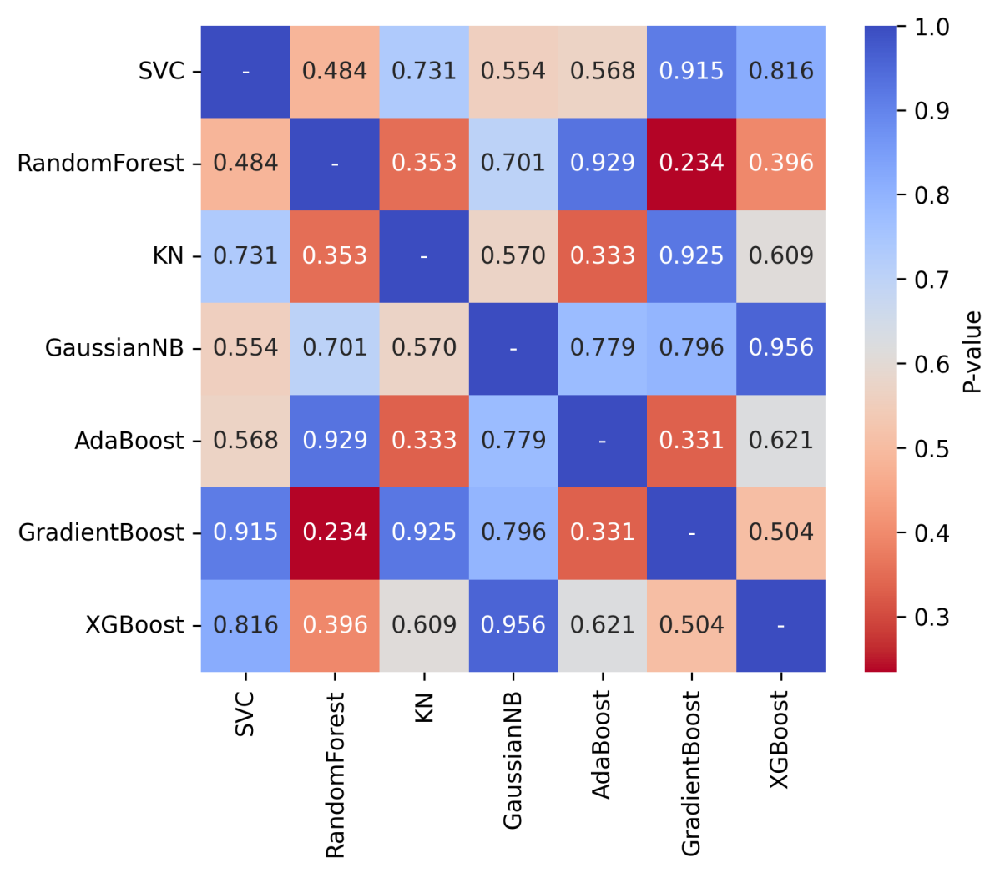 SVC - 0.484 0.731 0.554 0.568 0.915 0.816
RandomForest 0.484 - 0.353 0.701 0.929 0.234 0.396
KN 0.731 0.353 - 0.570 0.333 0.925 0.609
GaussianNB 0.554 0.701 0.570 - 0.779 0.796 0.956
AdaBoost 0.568 0.929 0.333 0.779 - 0.331 0.621
GradientBoost 0.915 0.234 0.925 0.796 0.331 - 0.504
XGBoost 0.816 0.396 0.609 0.956 0.621 0.504 -
SVC
RandomForest
KN
GaussianNB
AdaBoost
GradientBoost
XGBoost
1.0
0.9
0.8
0.7
0.6
0.5
0.4
0.3
P-value